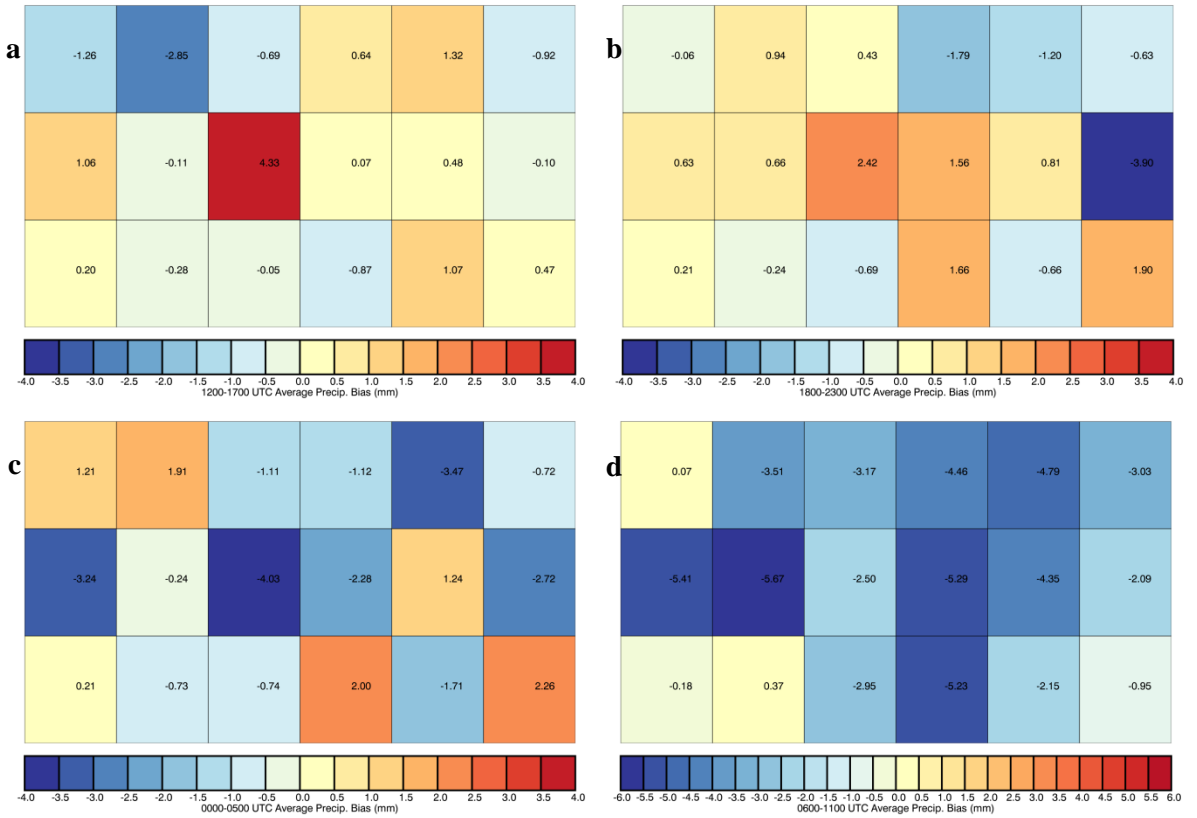 a
-1.26 -2.85 -0.69 0.64 1.32 -0.92
1.06 -0.11 4.33 0.07 0.48 -0.10
0.20 -0.28 -0.05 -0.87 1.07 0.47
-4.0 -3.5 -3.0 -2.5 -2.0 -1.5 -1.0 -0.5 0.0 0.5 1.0 1.5 2.0 2.5 3.0 3.5 4.0
1200-1700 UTC Average Precip. Bias (mm)
b
-0.06 0.94 0.43 -1.79 -1.20 -0.63
0.63 0.66 2.42 1.56 0.81 -3.90
0.21 -0.24 -0.69 1.66 -0.66 1.90
-4.0 -3.5 -3.0 -2.5 -2.0 -1.5 -1.0 -0.5 0.0 0.5 1.0 1.5 2.0 2.5 3.0 3.5 4.0
1800-2300 UTC Average Precip. Bias (mm)
c
1.21 1.91 -1.11 -1.12 -3.47 -0.72
-3.24 -0.24 -4.03 -2.28 1.24 -2.72
0.21 -0.73 -0.74 2.00 -1.71 2.26
-4.0 -3.5 -3.0 -2.5 -2.0 -1.5 -1.0 -0.5 0.0 0.5 1.0 1.5 2.0 2.5 3.0 3.5 4.0
0000-0500 UTC Average Precip. Bias (mm)
d
0.07 -3.51 -3.17 -4.46 -4.79 -3.03
-5.41 -5.67 -2.50 -5.29 -4.35 -2.09
-0.18 0.37 -2.95 -5.23 -2.15 -0.95
-6.0 -5.5 -5.0 -4.5 -4.0 -3.5 -3.0 -2.5 -2.0 -1.5 -1.0 -0.5 0.0 0.5 1.0 1.5 2.0 2.5 3.0 3.5 4.0 4.5 5.0 5.5 6.0
0600-1100 UTC Average Precip. Bias (mm)